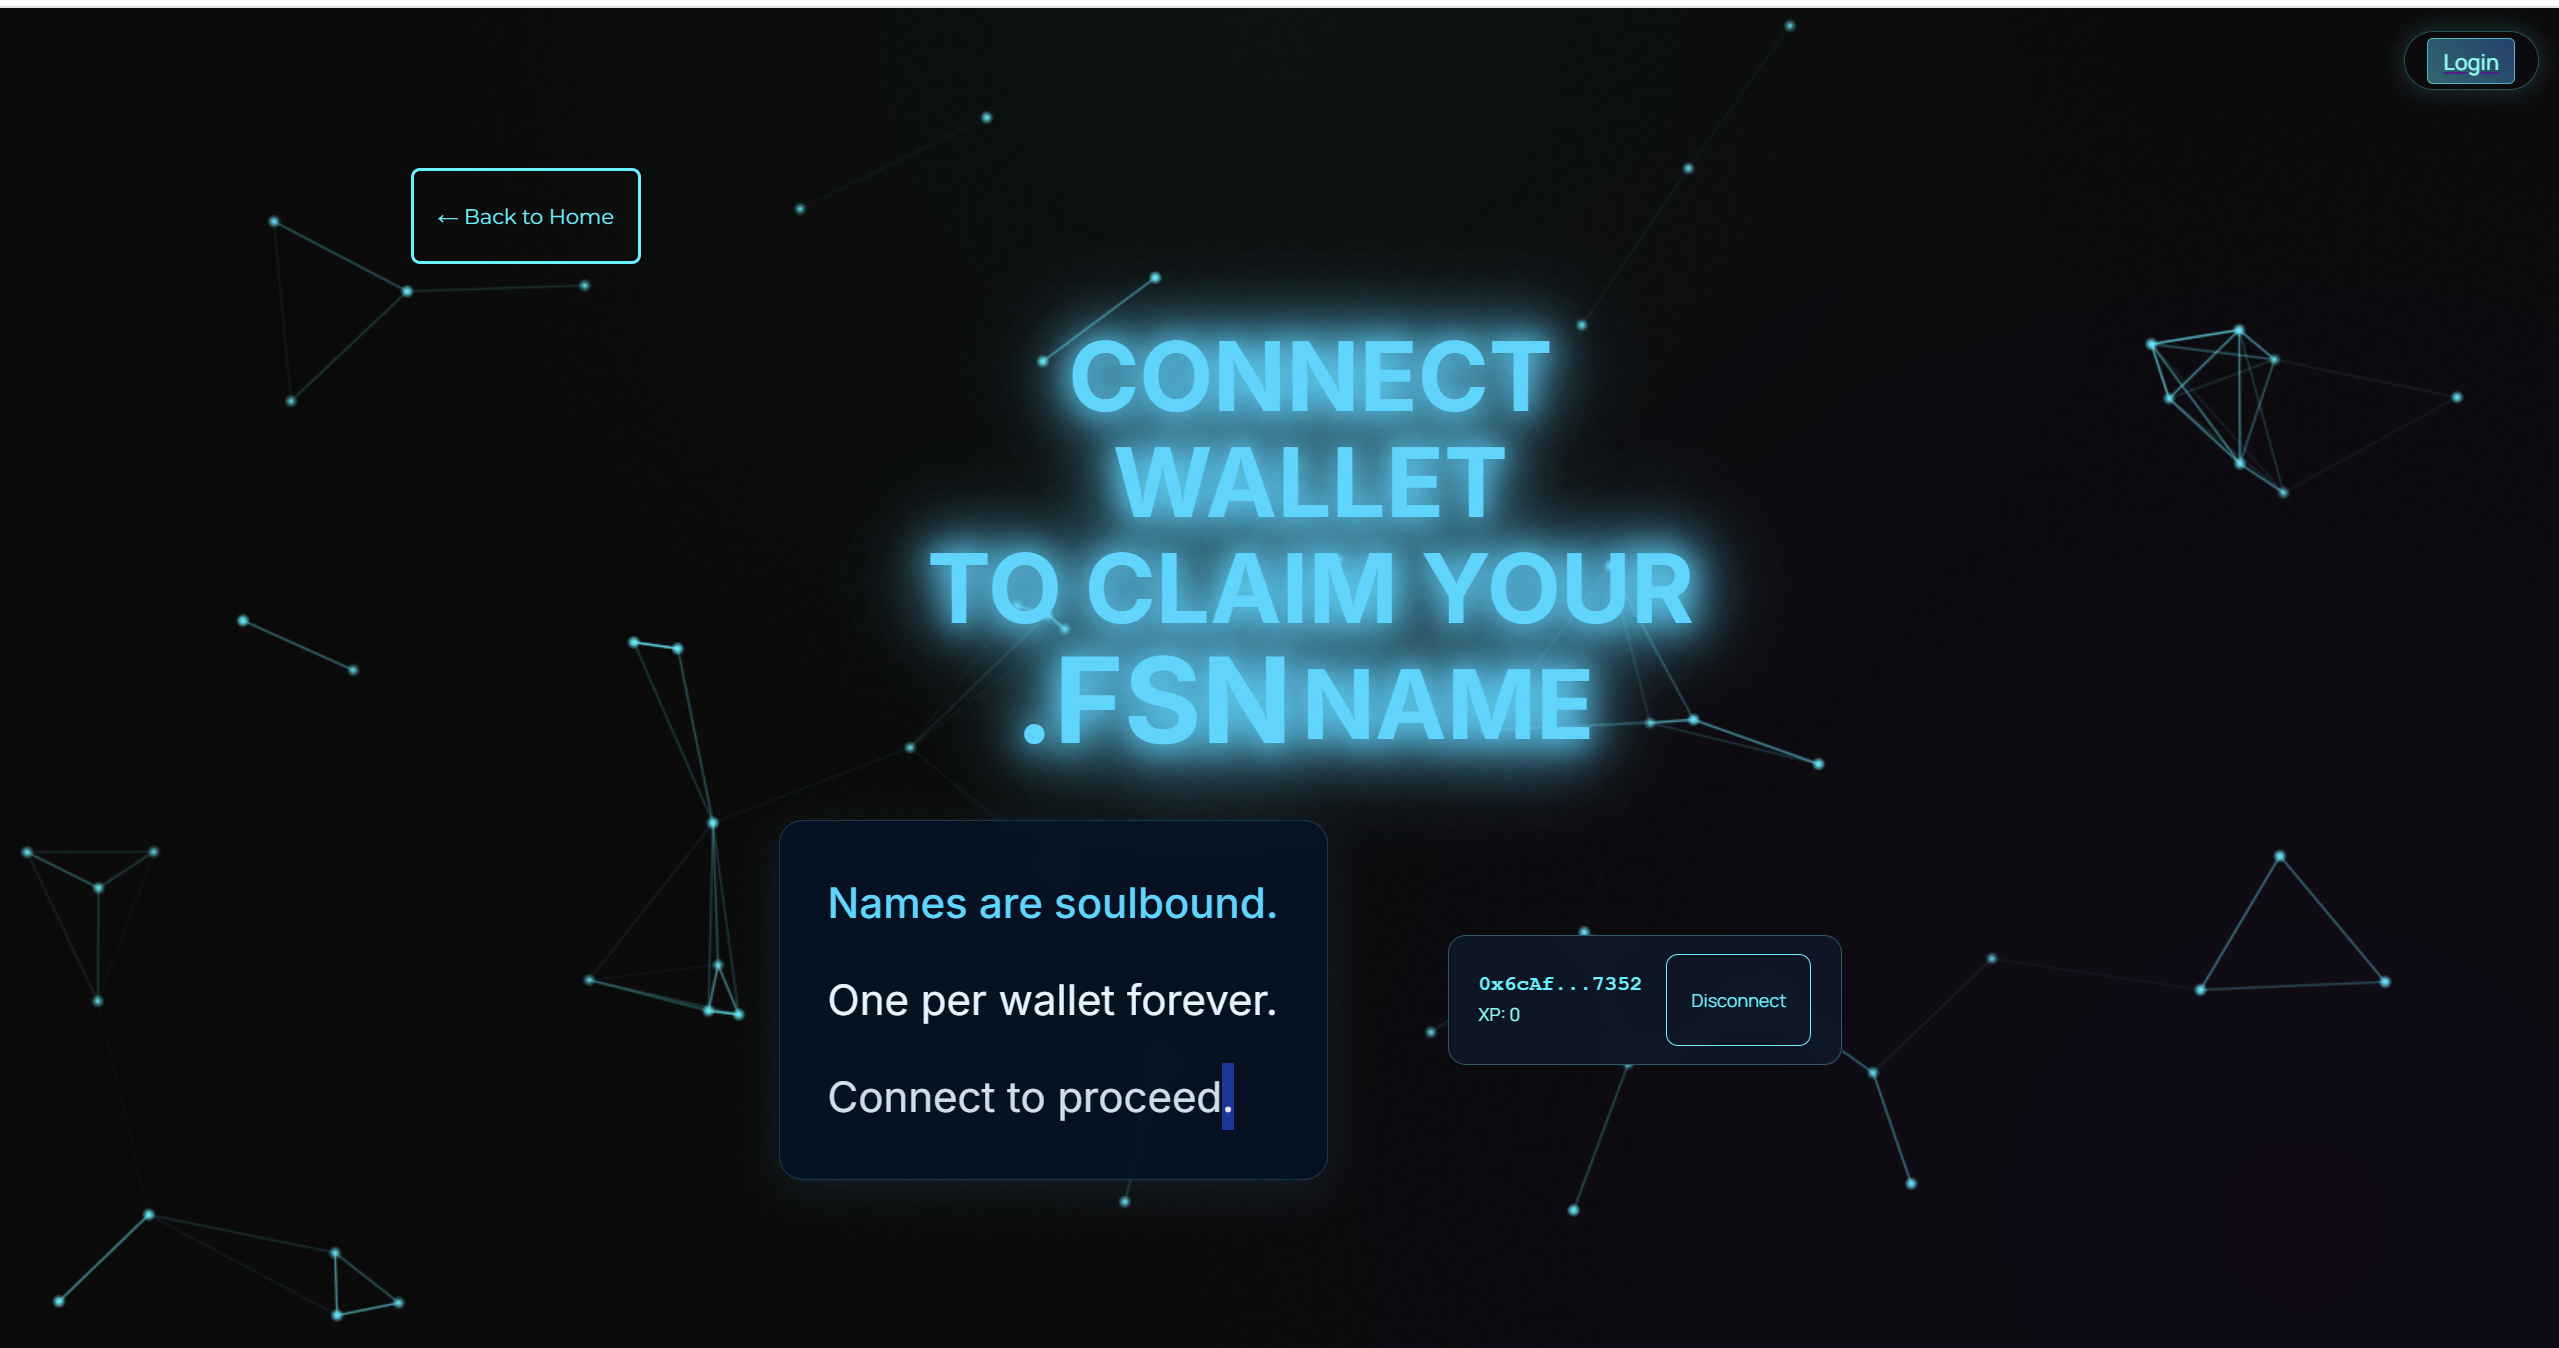 Login
← Back to Home
CONNECT
WALLET
TO CLAIM YOUR
.FSN NAME
Names are soulbound.
One per wallet forever.
Connect to proceed.
0x6cAf...7352
XP: 0
Disconnect